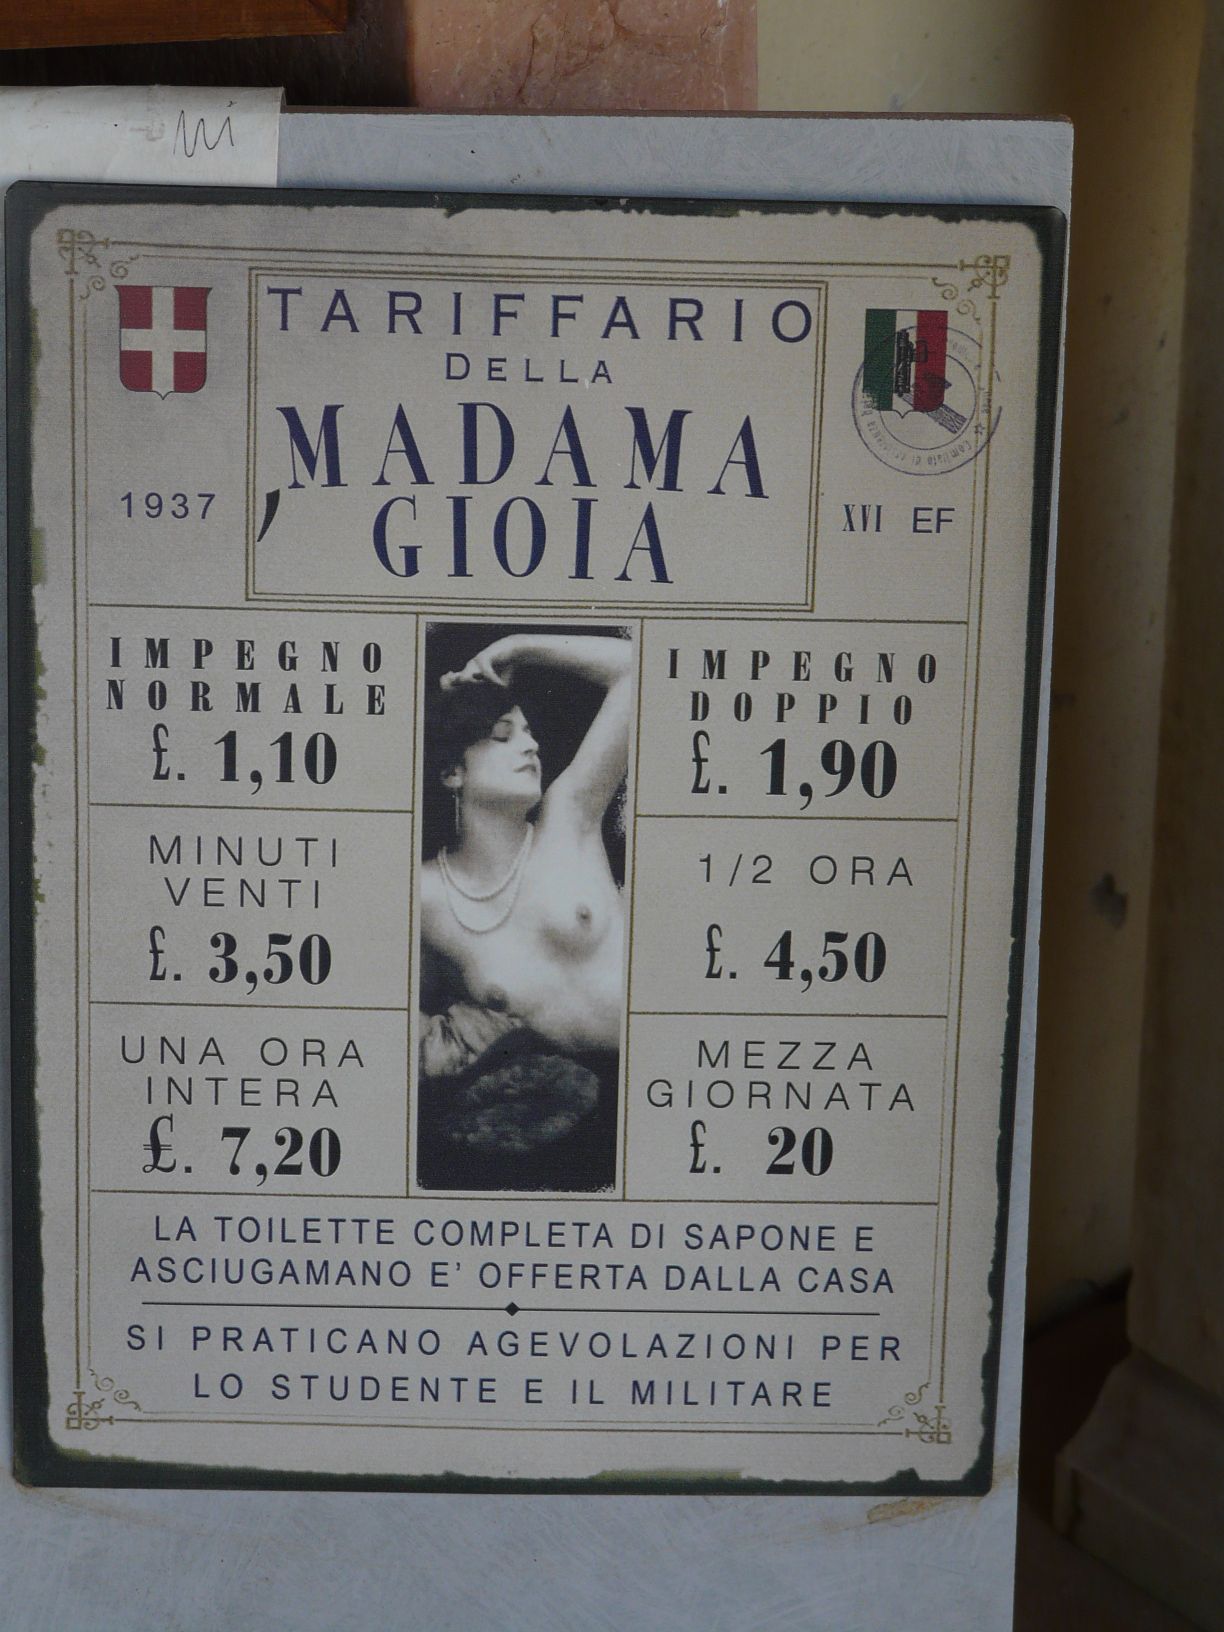 TARIFFARIO
DELLA
MADAMA
GIOIA
1937
XVI EF
IMPEGNO
NORMALE
£. 1,10
IMPEGNO
DOPPIO
£. 1,90
MINUTI
VENTI
£. 3,50
1/2 ORA
£. 4,50
UNA ORA
INTERA
£. 7,20
MEZZA
GIORNATA
£. 20
LA TOILETTE COMPLETA DI SAPONE E
ASCIUGAMANO E' OFFERTA DALLA CASA
SI PRATICANO AGEVOLAZIONI PER
LO STUDENTE E IL MILITARE